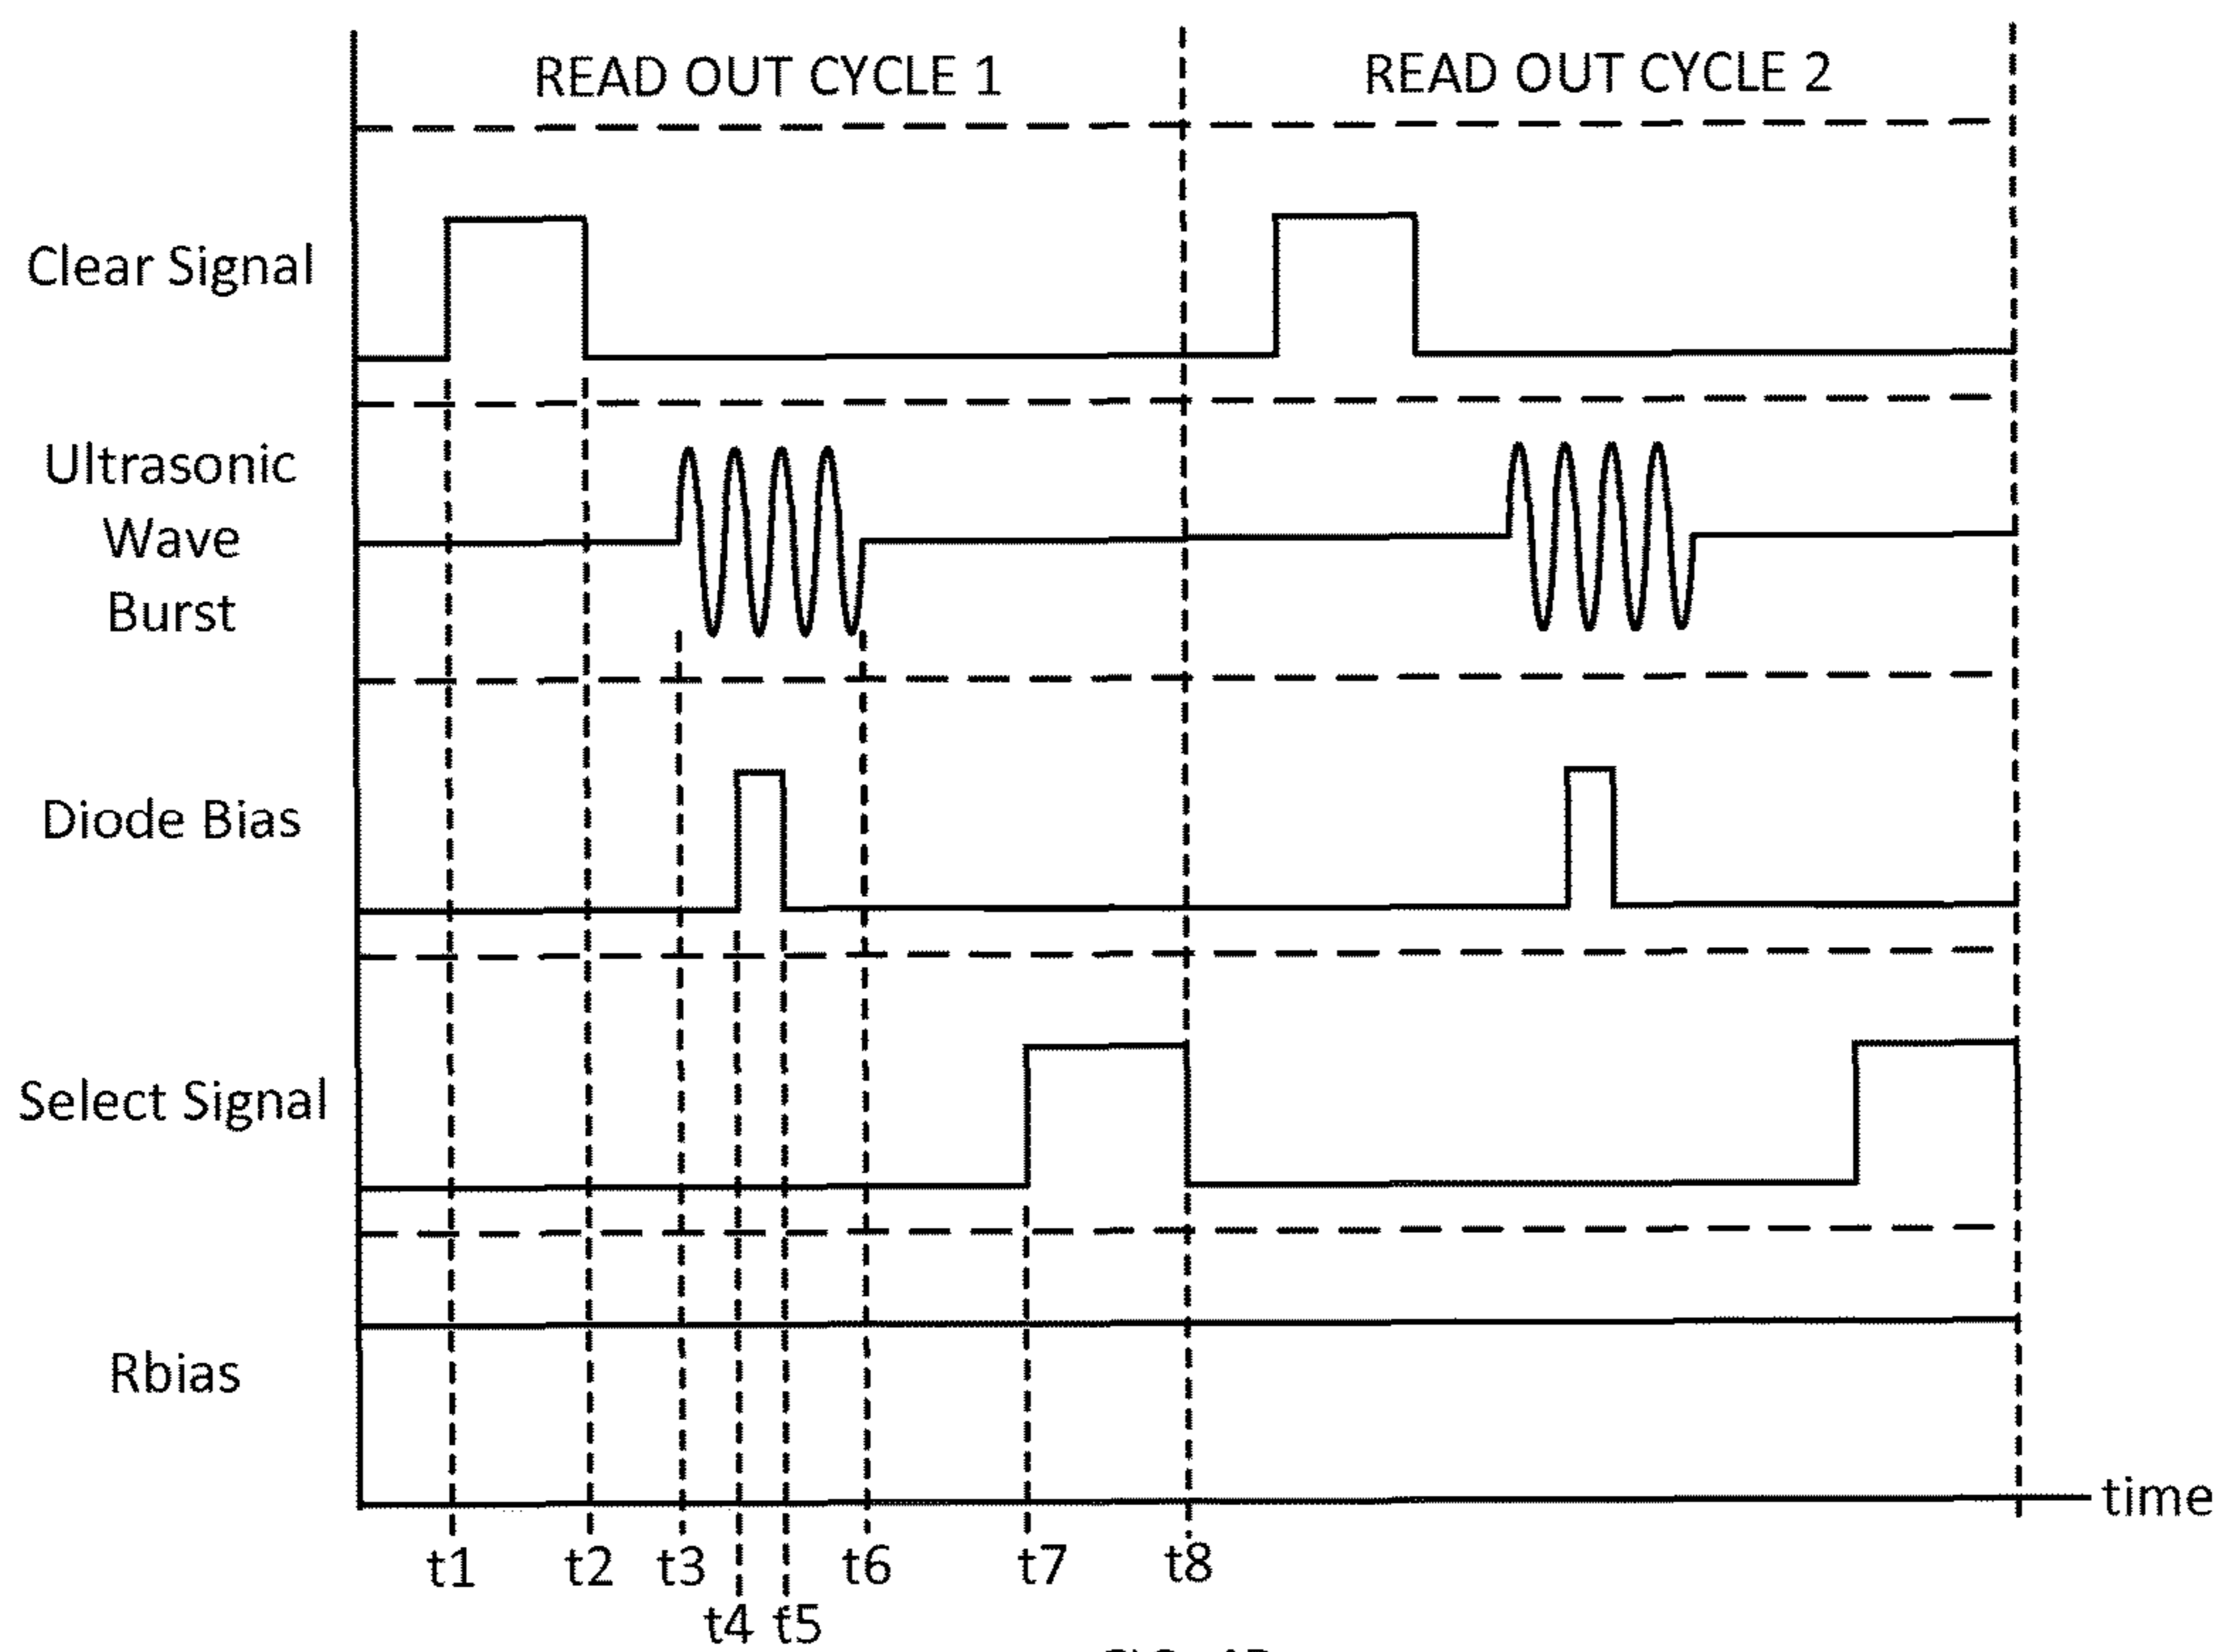 READ OUT CYCLE 1
READ OUT CYCLE 2
Clear Signal
Ultrasonic
Wave
Burst
Diode Bias
Select Signal
Rbias
time
t1
t2
t3
t6
t7
t8
t4
t5